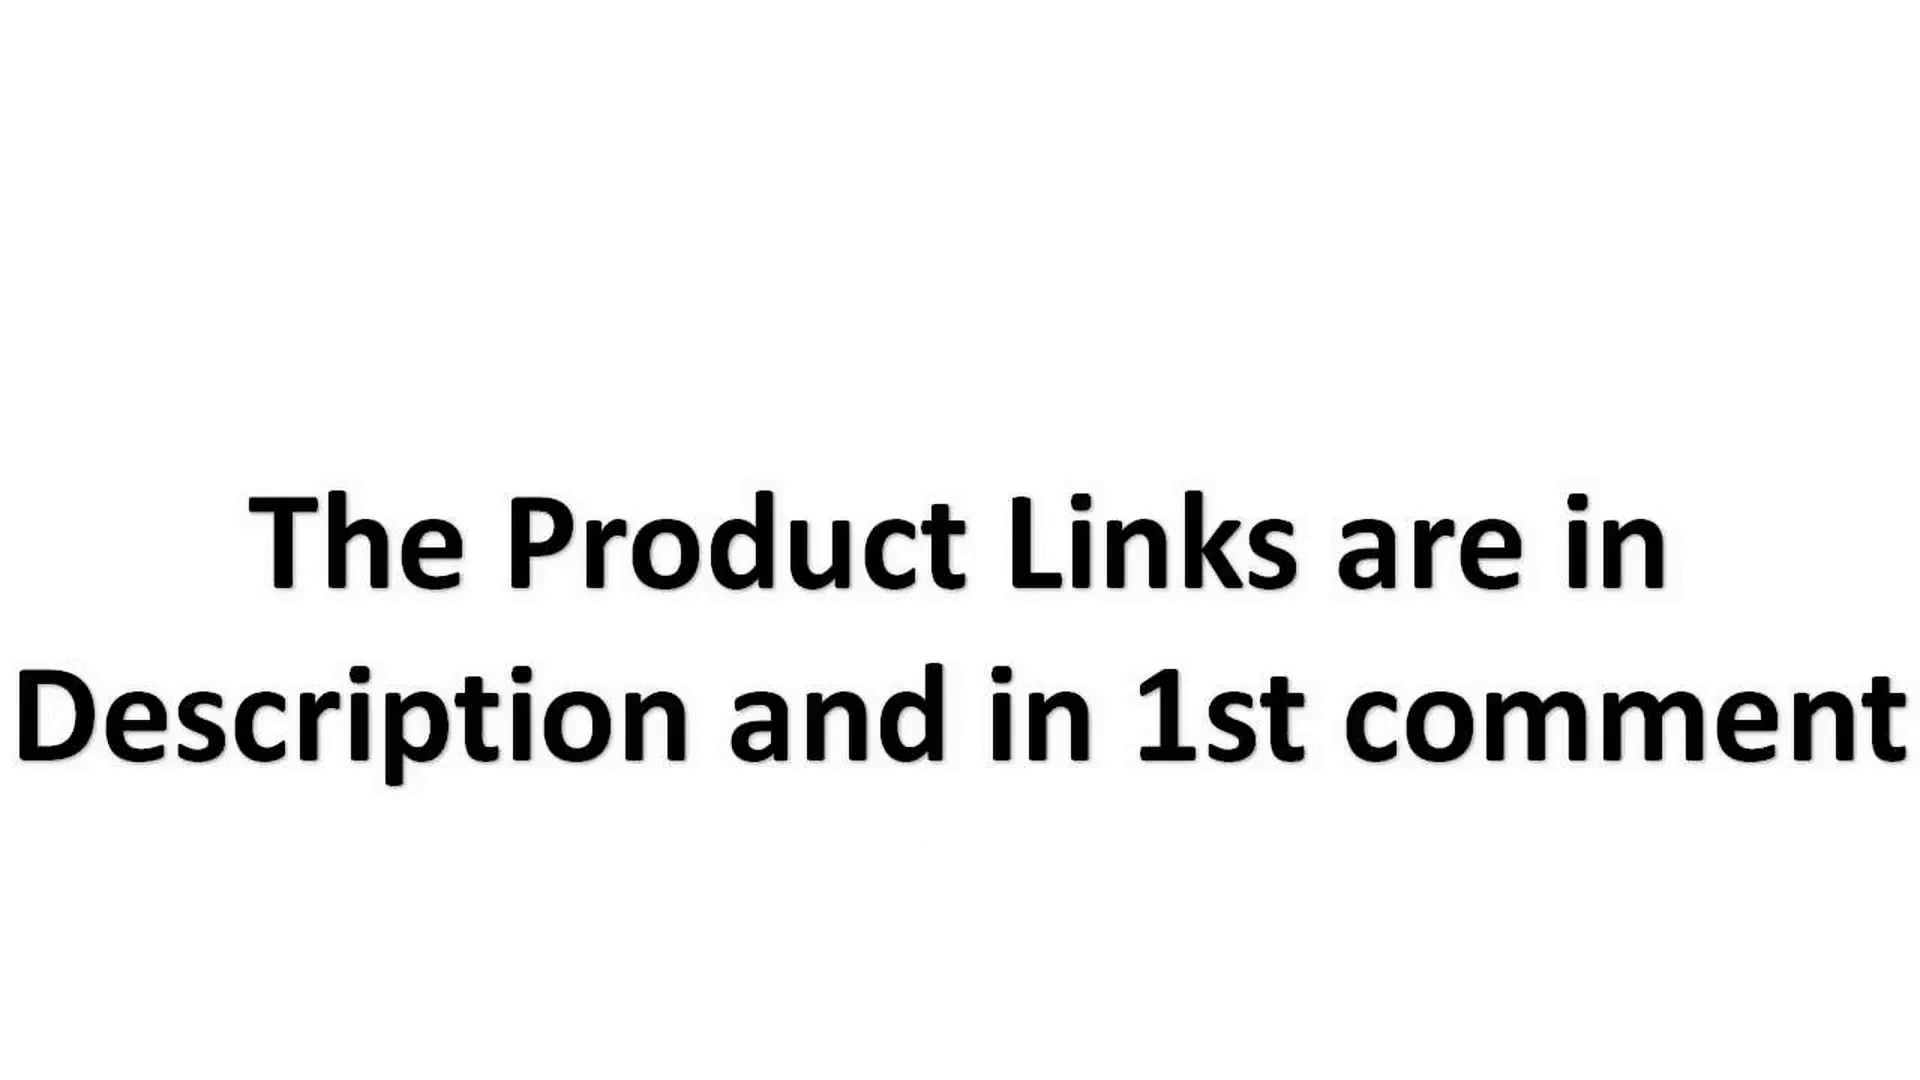 The Product Links are in
Description and in 1st comment